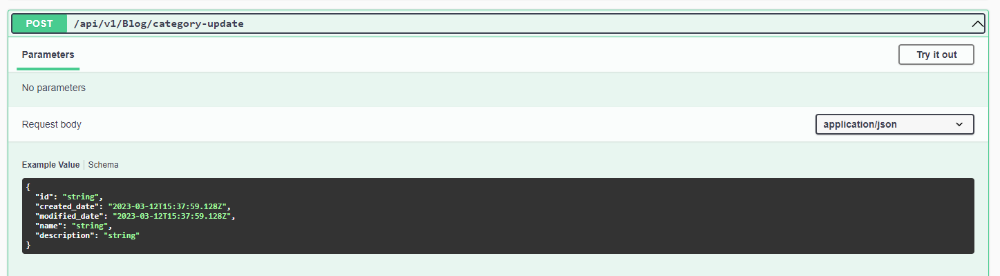 POST /api/v1/Blog/category-update
Parameters
Try it out
No parameters
Request body
application/json
Example Value | Schema
{
  "id": "string",
  "created_date": "2023-03-12T15:37:59.128Z",
  "modified_date": "2023-03-12T15:37:59.128Z",
  "name": "string",
  "description": "string"
}